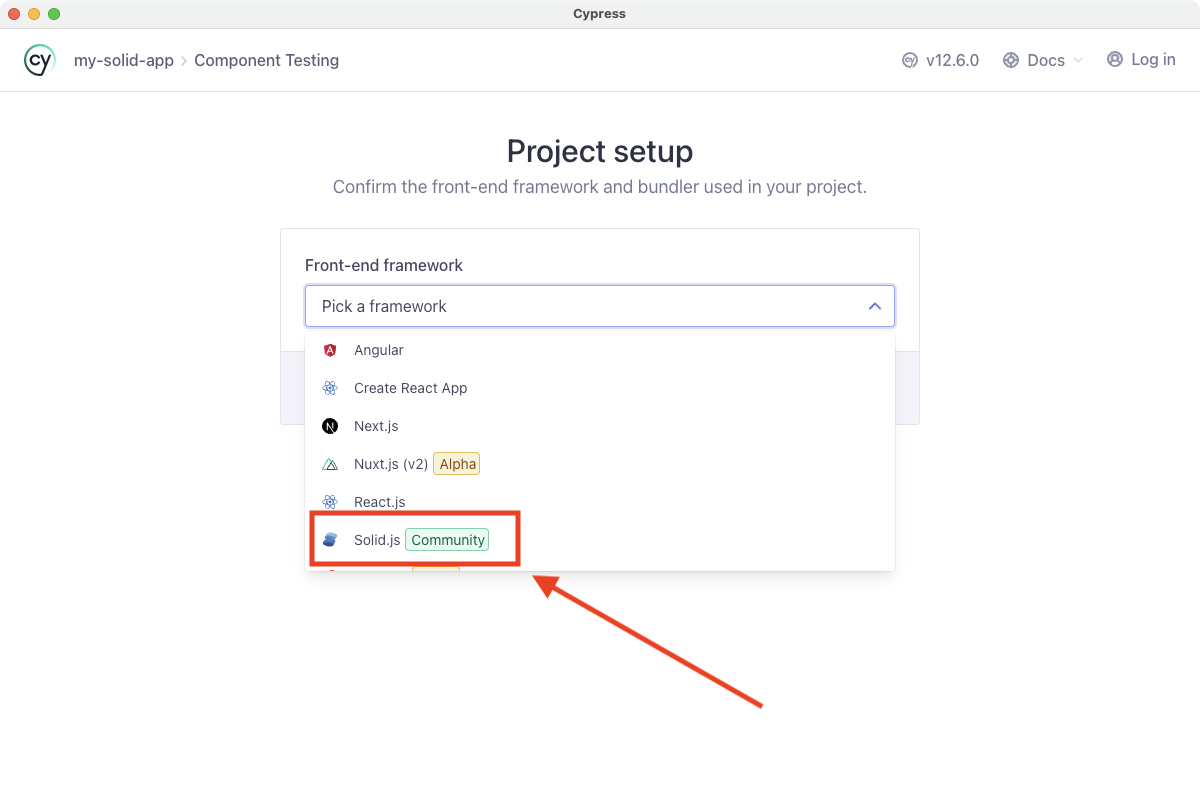 Cypress
cy my-solid-app Component Testing
cy v12.6.0 Docs Log in
Project setup
Confirm the front-end framework and bundler used in your project.
Front-end framework
Pick a framework
Angular
Create React App
N Next.js
Nuxt.js (v2) Alpha
React.js
Solid.js Community